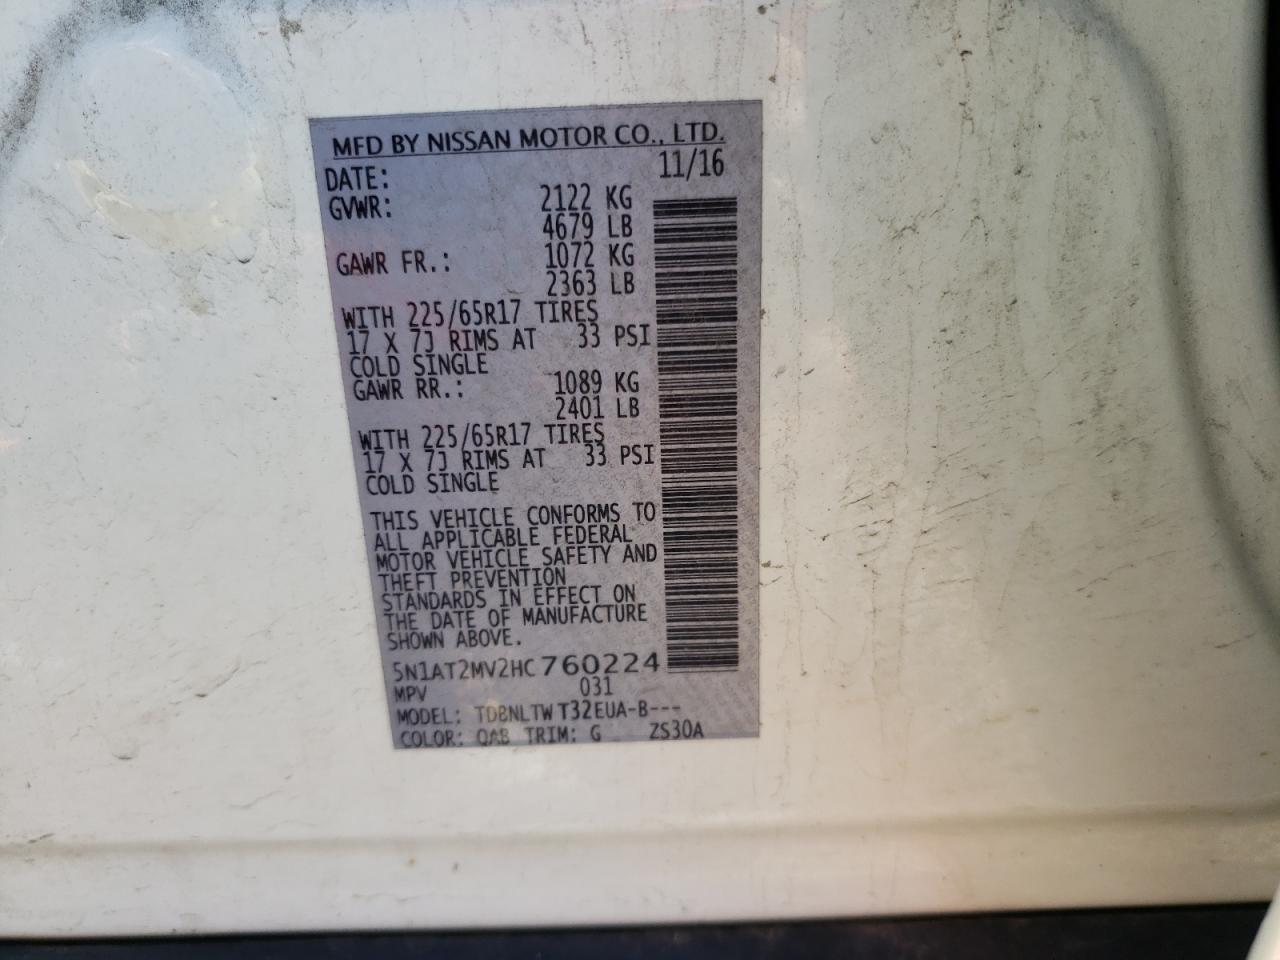 MFD BY NISSAN MOTOR CO., LTD.
DATE: 11/16
GVWR: 2122 KG
4679 LB
GAWR FR.: 1072 KG
2363 LB
WITH 225/65R17 TIRES
17 X 7J RIMS AT 33 PSI
COLD SINGLE
GAWR RR.: 1089 KG
2401 LB
WITH 225/65R17 TIRES
17 X 7J RIMS AT 33 PSI
COLD SINGLE
THIS VEHICLE CONFORMS TO
ALL APPLICABLE FEDERAL
MOTOR VEHICLE SAFETY AND
THEFT PREVENTION
STANDARDS IN EFFECT ON
THE DATE OF MANUFACTURE
SHOWN ABOVE.
5N1AT2MV2HC760224
MPV 031
MODEL: TDBNLTW T32EUA-B---
COLOR: QAB TRIM: G ZS30A